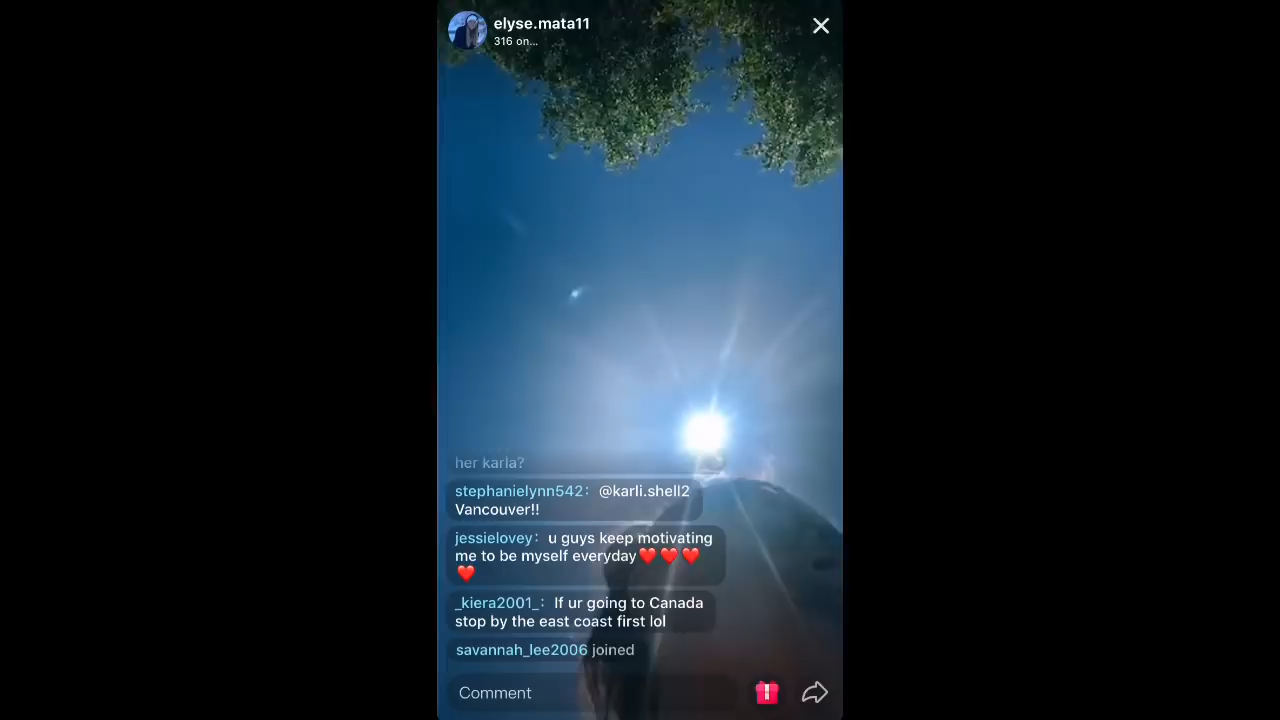 elyse.mata11
316 on...
her karla?
stephanielynn542: @karli.shell2
Vancouver!!
jessielovey: u guys keep motivating
me to be myself everyday❤️❤️❤️
❤️
_kiera2001_: If ur going to Canada
stop by the east coast first lol
savannah_lee2006 joined
Comment